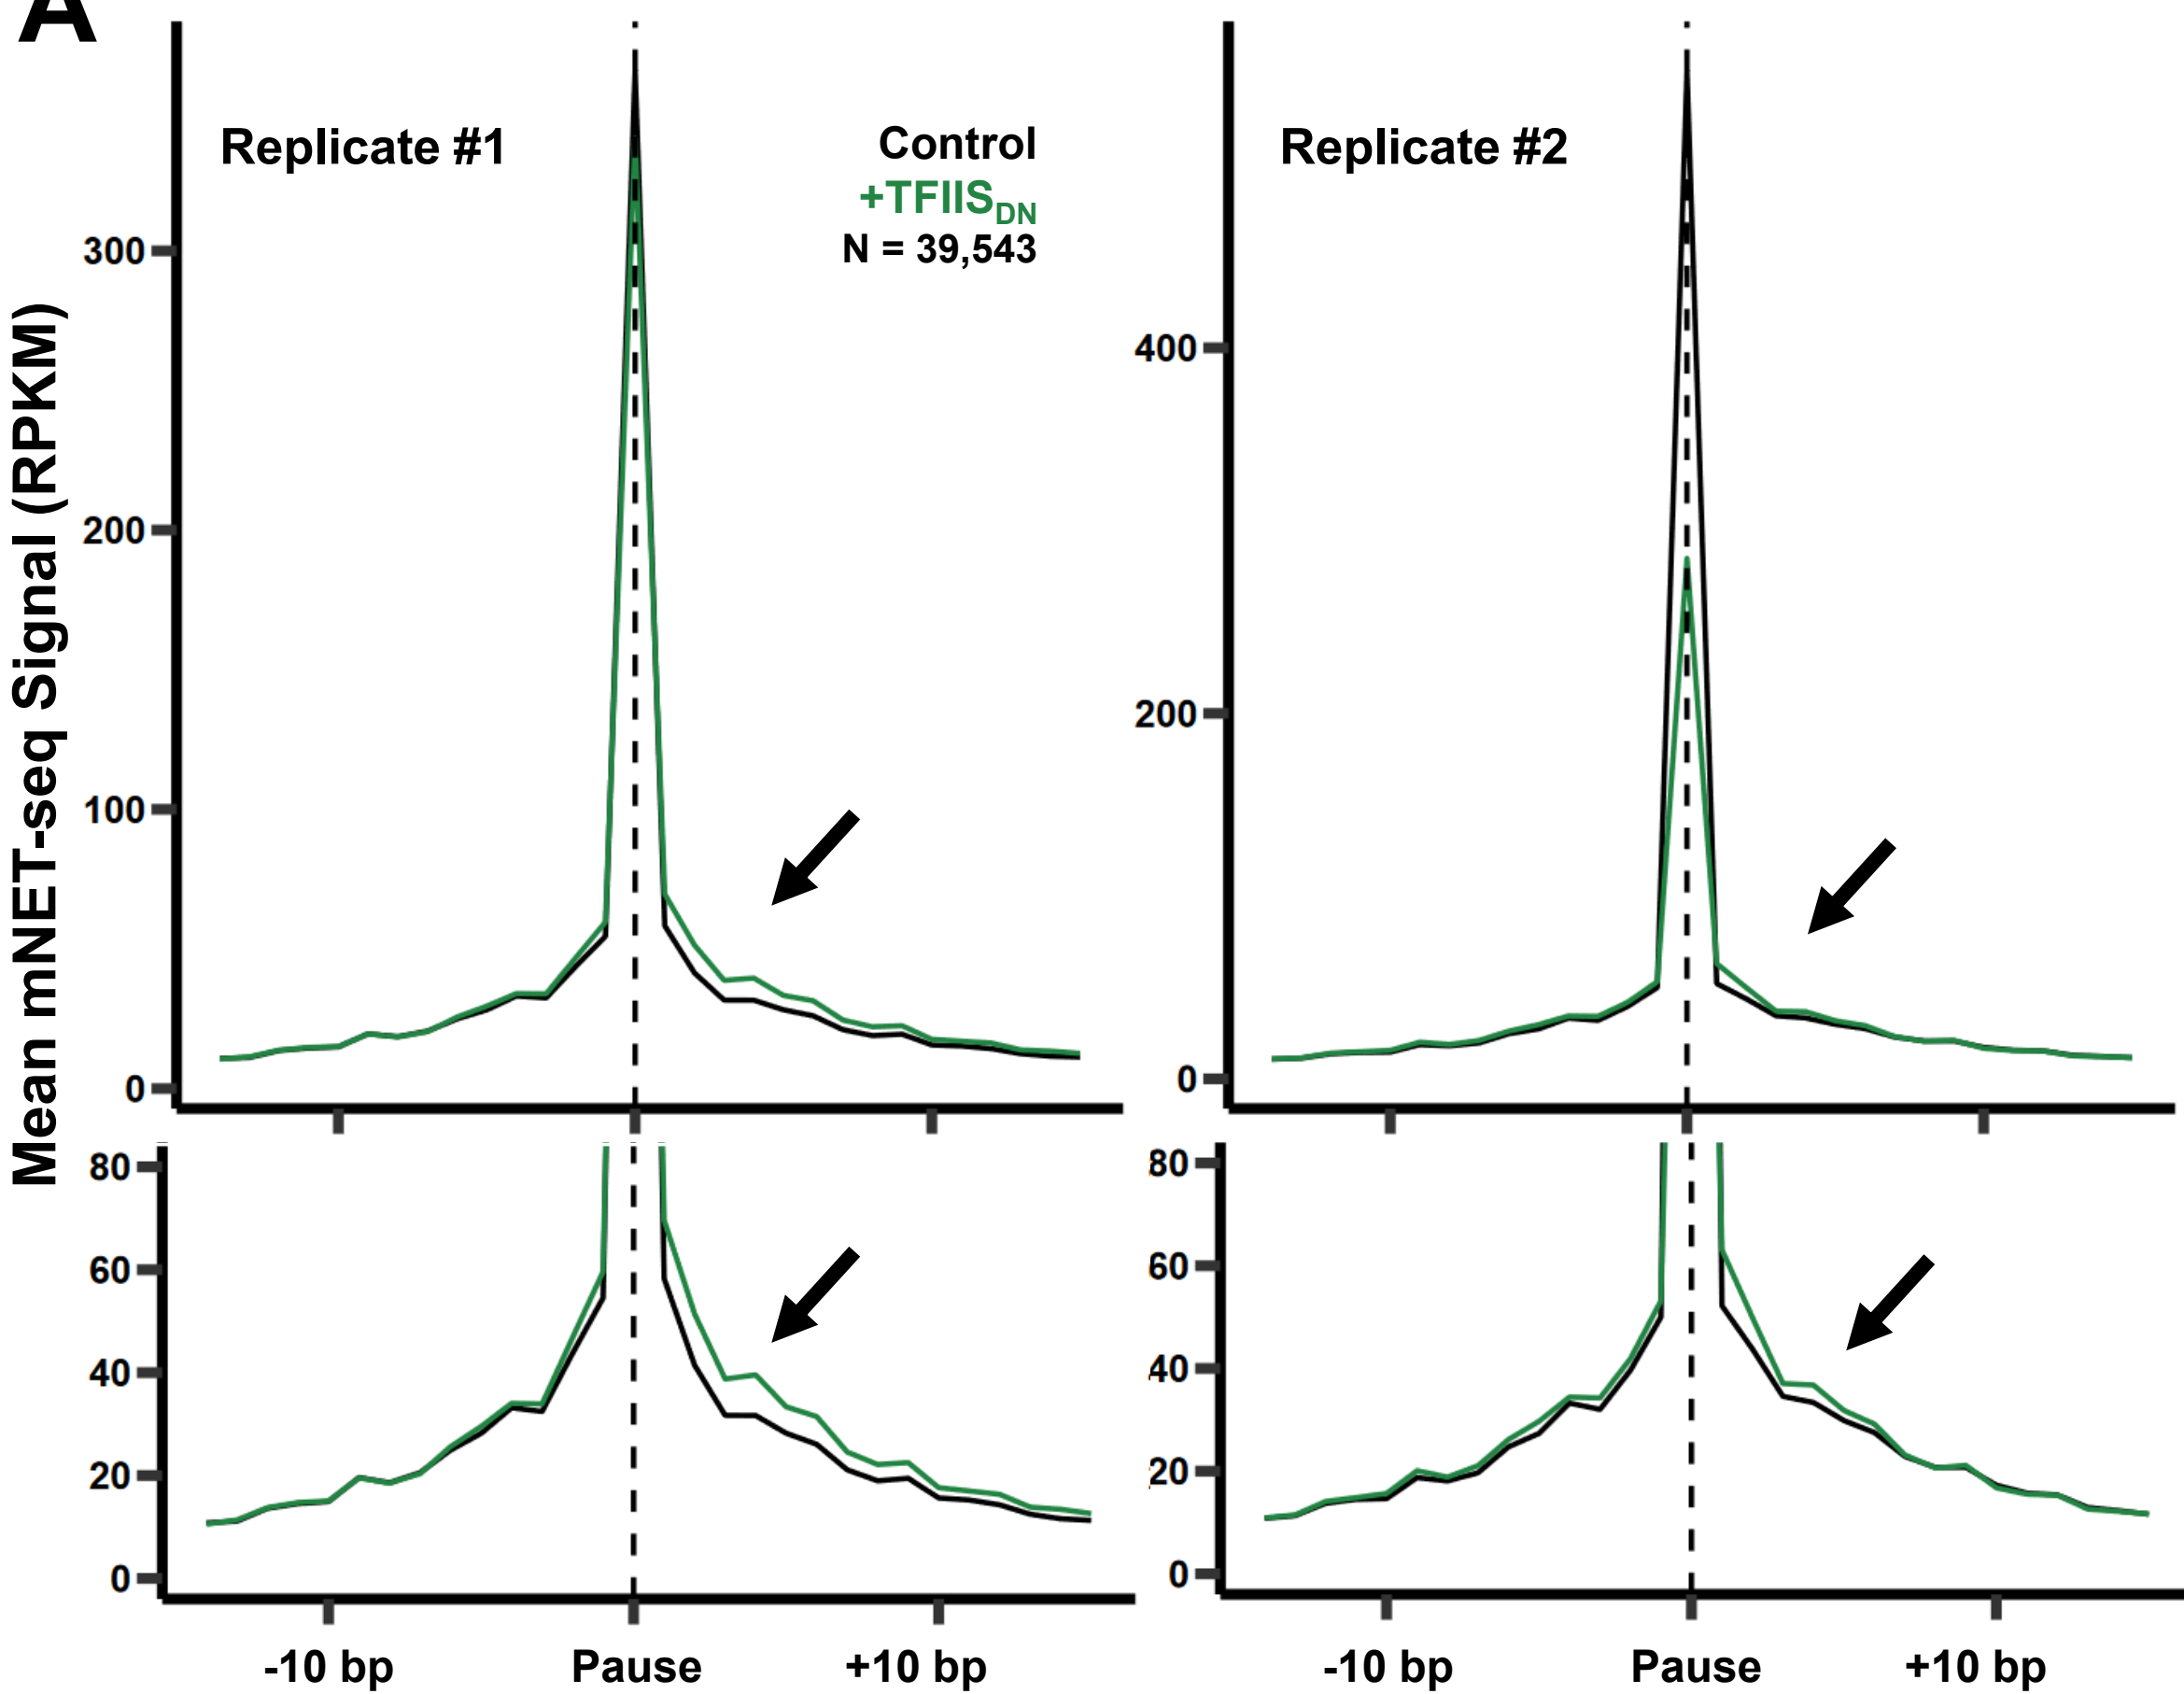 A
Mean mNET-seq Signal (RPKM)
Replicate #1
Control
+TFIISDN
N = 39,543
300
200
100
0
Replicate #2
400
200
0
80
60
40
20
0
-10 bp
Pause
+10 bp
80
60
40
20
0
-10 bp
Pause
+10 bp